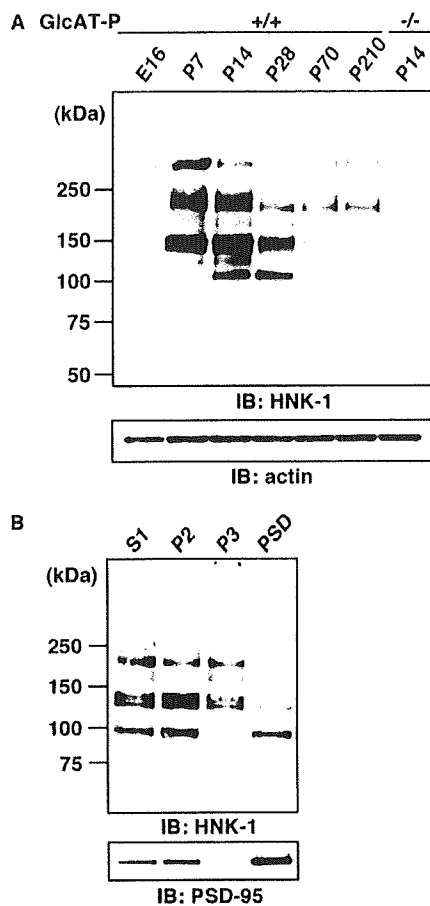 A GlcAT-P +/+ -/-
E16 P7 P14 P28 P70 P210 P14
(kDa)
250
150
100
75
50
IB: HNK-1
IB: actin
B
S1 P2 P3 PSD
(kDa)
250
150
100
75
IB: HNK-1
IB: PSD-95